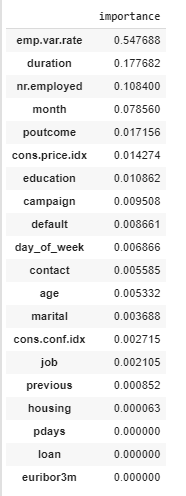 importance
emp.var.rate 0.547688
duration 0.177682
nr.employed 0.108400
month 0.078560
poutcome 0.017156
cons.price.idx 0.014274
education 0.010862
campaign 0.009508
default 0.008661
day_of_week 0.006866
contact 0.005585
age 0.005332
marital 0.003688
cons.conf.idx 0.002715
job 0.002105
previous 0.000852
housing 0.000063
pdays 0.000000
loan 0.000000
euribor3m 0.000000